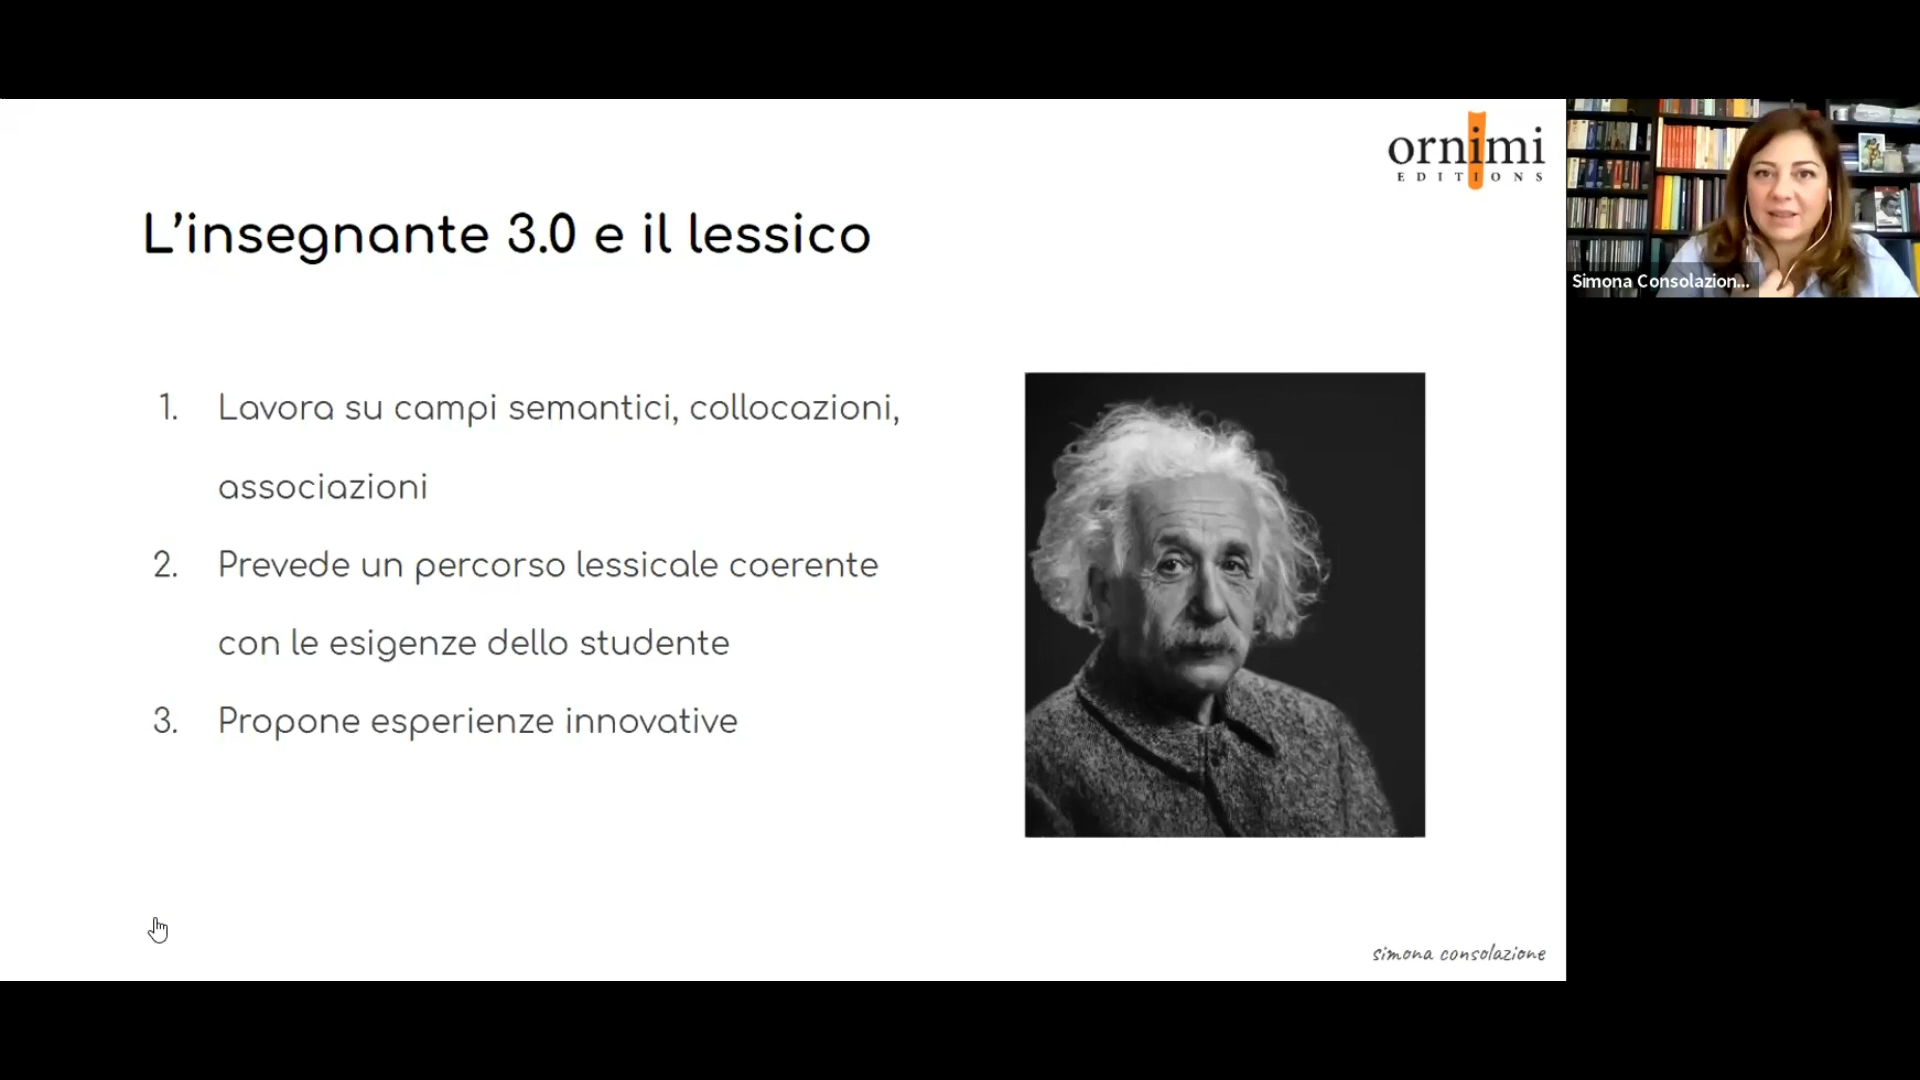 ornimi
EDITIONS
L'insegnante 3.0 e il lessico
1. Lavora su campi semantici, collocazioni,
associazioni
2. Prevede un percorso lessicale coerente
con le esigenze dello studente
3. Propone esperienze innovative
simona consolazione
Simona Consolazion...